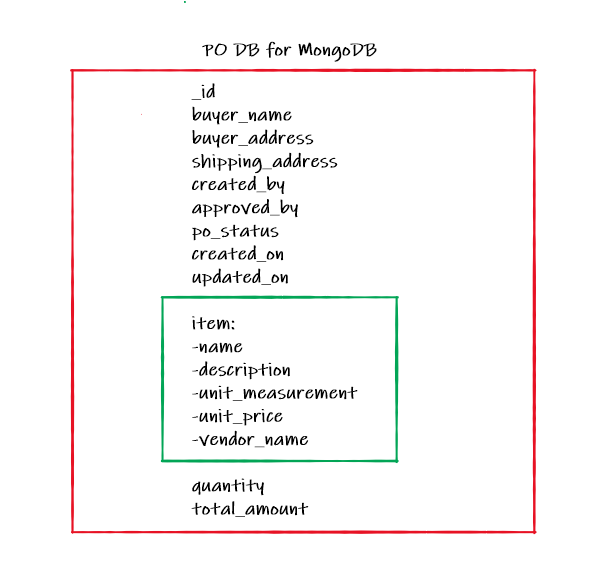 PO DB for MongoDB
_id
buyer_name
buyer_address
shipping_address
created_by
approved_by
po_status
created_on
updated_on
item:
-name
-description
-unit_measurement
-unit_price
-vendor_name
quantity
total_amount